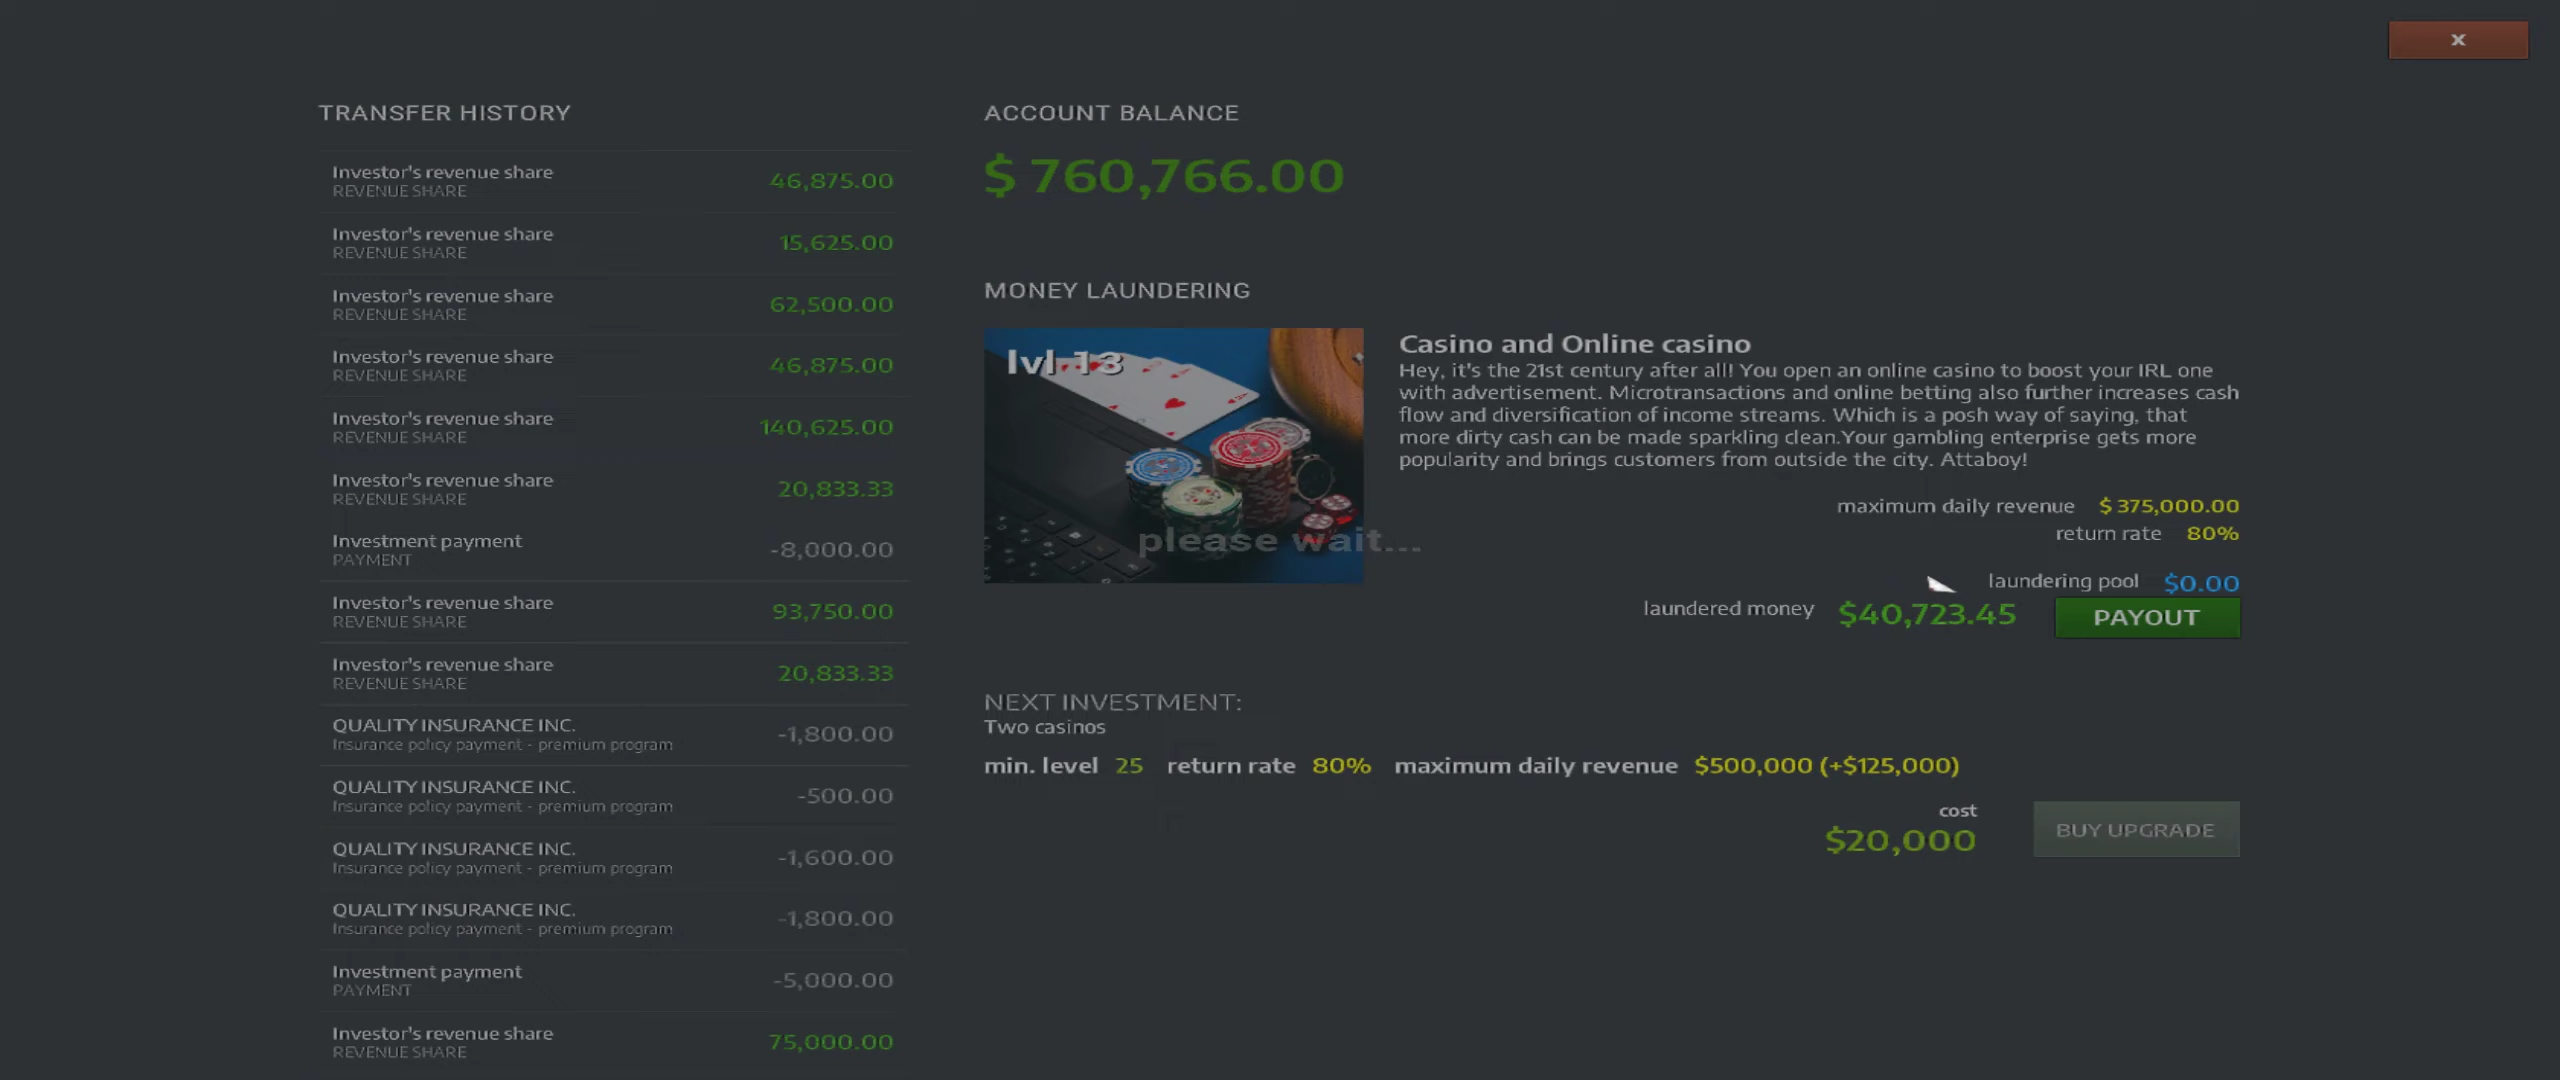 x
TRANSFER HISTORY
Investor's revenue share
REVENUE SHARE
46,875.00
Investor's revenue share
REVENUE SHARE
15,625.00
Investor's revenue share
REVENUE SHARE
62,500.00
Investor's revenue share
REVENUE SHARE
46,875.00
Investor's revenue share
REVENUE SHARE
140,625.00
Investor's revenue share
REVENUE SHARE
20,833.33
Investment payment
PAYMENT
-8,000.00
Investor's revenue share
REVENUE SHARE
93,750.00
Investor's revenue share
REVENUE SHARE
20,833.33
QUALITY INSURANCE INC.
Insurance policy payment - premium program
-1,800.00
QUALITY INSURANCE INC.
Insurance policy payment - premium program
-500.00
QUALITY INSURANCE INC.
Insurance policy payment - premium program
-1,600.00
QUALITY INSURANCE INC.
Insurance policy payment - premium program
-1,800.00
Investment payment
PAYMENT
-5,000.00
Investor's revenue share
REVENUE SHARE
75,000.00
ACCOUNT BALANCE
$ 760,766.00
MONEY LAUNDERING
lvl 13
please wait...
Casino and Online casino
Hey, it's the 21st century after all! You open an online casino to boost your IRL one
with advertisement. Microtransactions and online betting also further increases cash
flow and diversification of income streams. Which is a posh way of saying, that
more dirty cash can be made sparkling clean.Your gambling enterprise gets more
popularity and brings customers from outside the city. Attaboy!
maximum daily revenue $ 375,000.00
return rate 80%
laundering pool $0.00
laundered money $40,723.45 PAYOUT
NEXT INVESTMENT:
Two casinos
min. level 25 return rate 80% maximum daily revenue $500,000 (+$125,000)
cost
$20,000
BUY UPGRADE